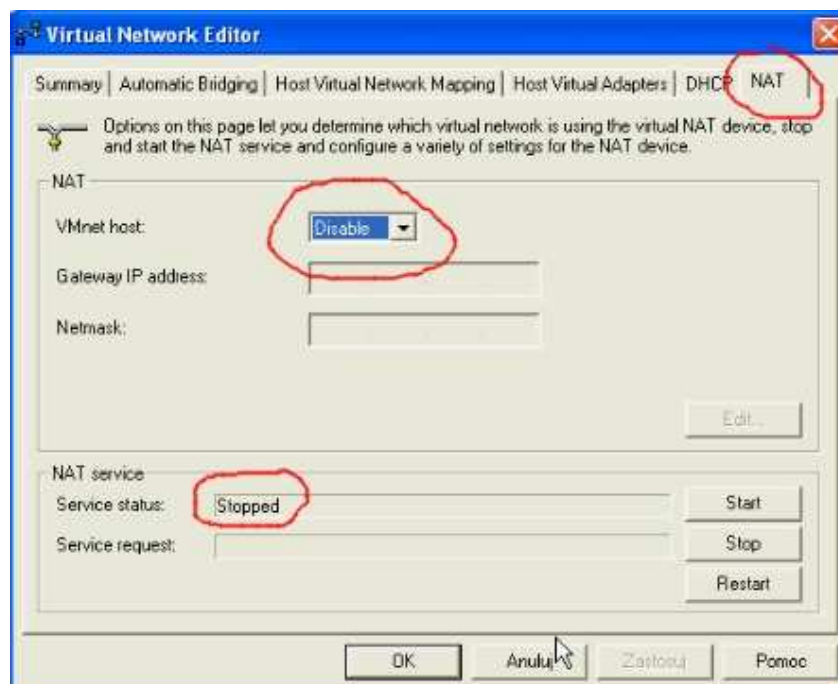 Virtual Network Editor
Summary Automatic Bridging Host Virtual Network Mapping Host Virtual Adapters DHCP NAT
Options on this page let you determine which virtual network is using the virtual NAT device, stop
and start the NAT service and configure a variety of settings for the NAT device.
NAT
VMnet host: Disable
Gateway IP address:
Netmask:
Edit...
NAT service
Service status: Stopped Start
Service request: Stop
Restart
OK Anuluj Zastosuj Pomoc